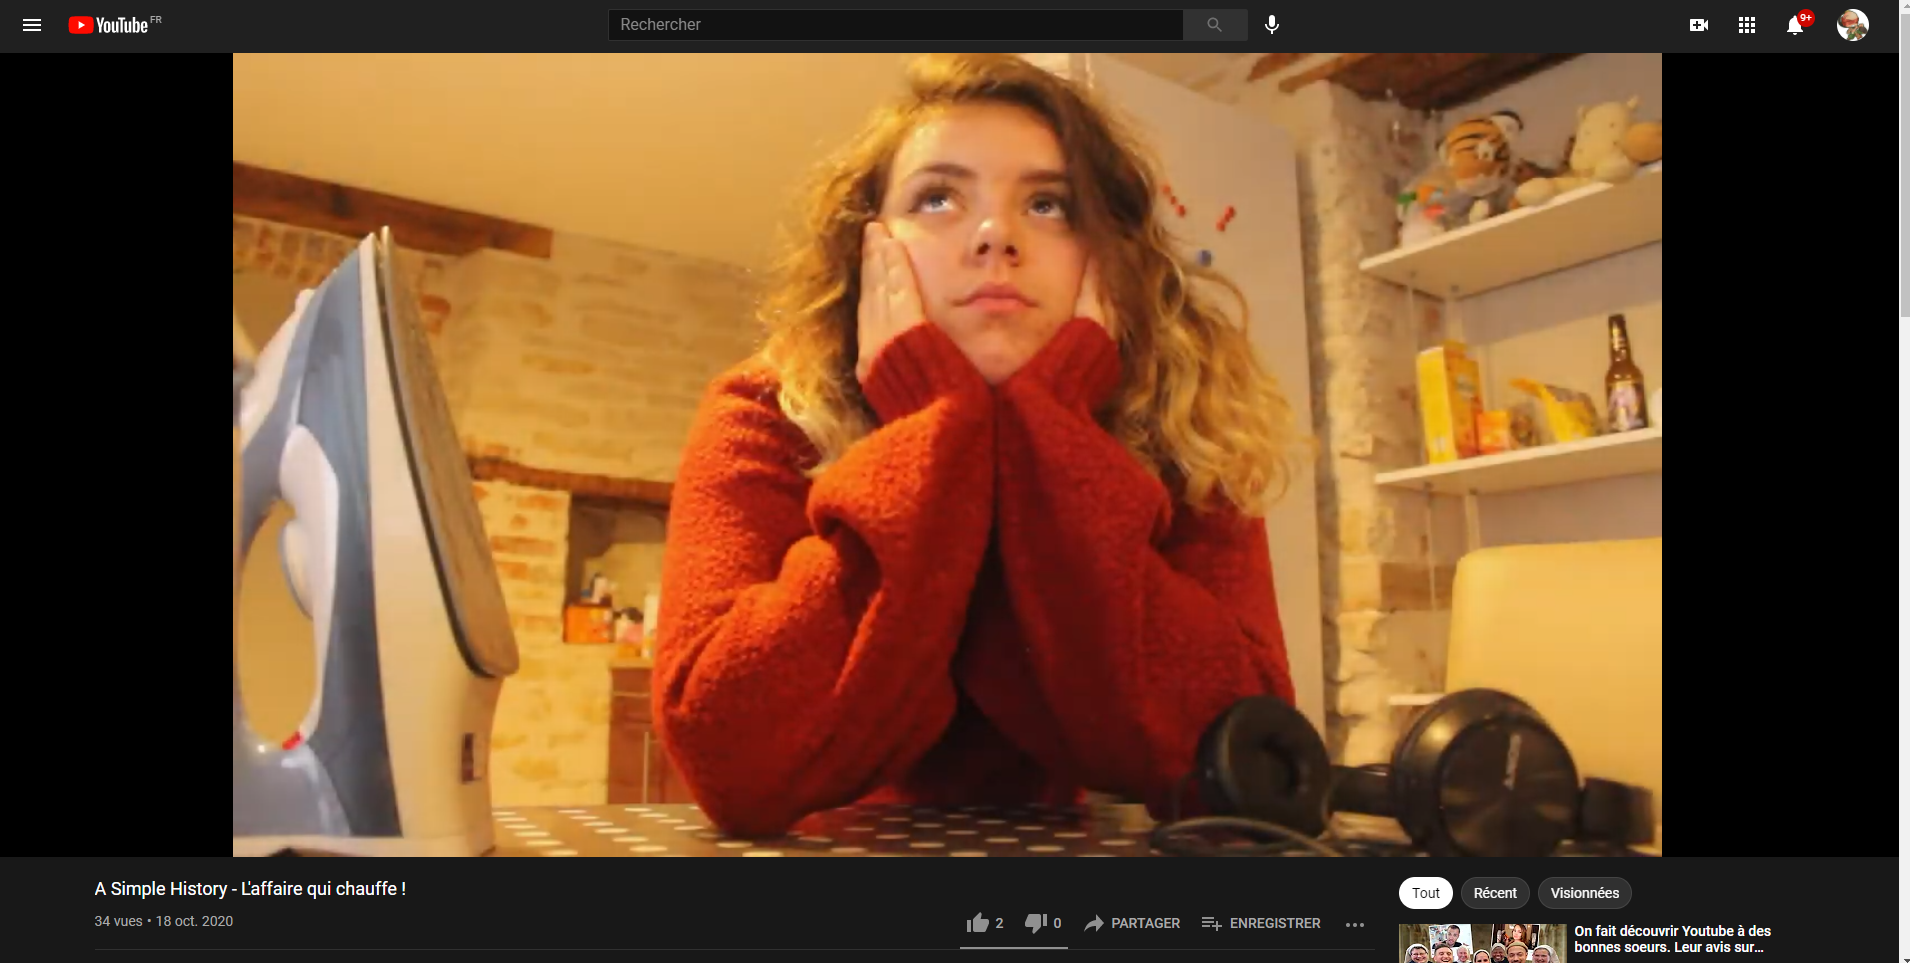 YouTube FR
Rechercher
9+
A Simple History - L'affaire qui chauffe !
34 vues • 18 oct. 2020
2
0
PARTAGER
ENREGISTRER
Tout
Récent
Visionnées
On fait découvrir Youtube à des
bonnes soeurs. Leur avis sur...